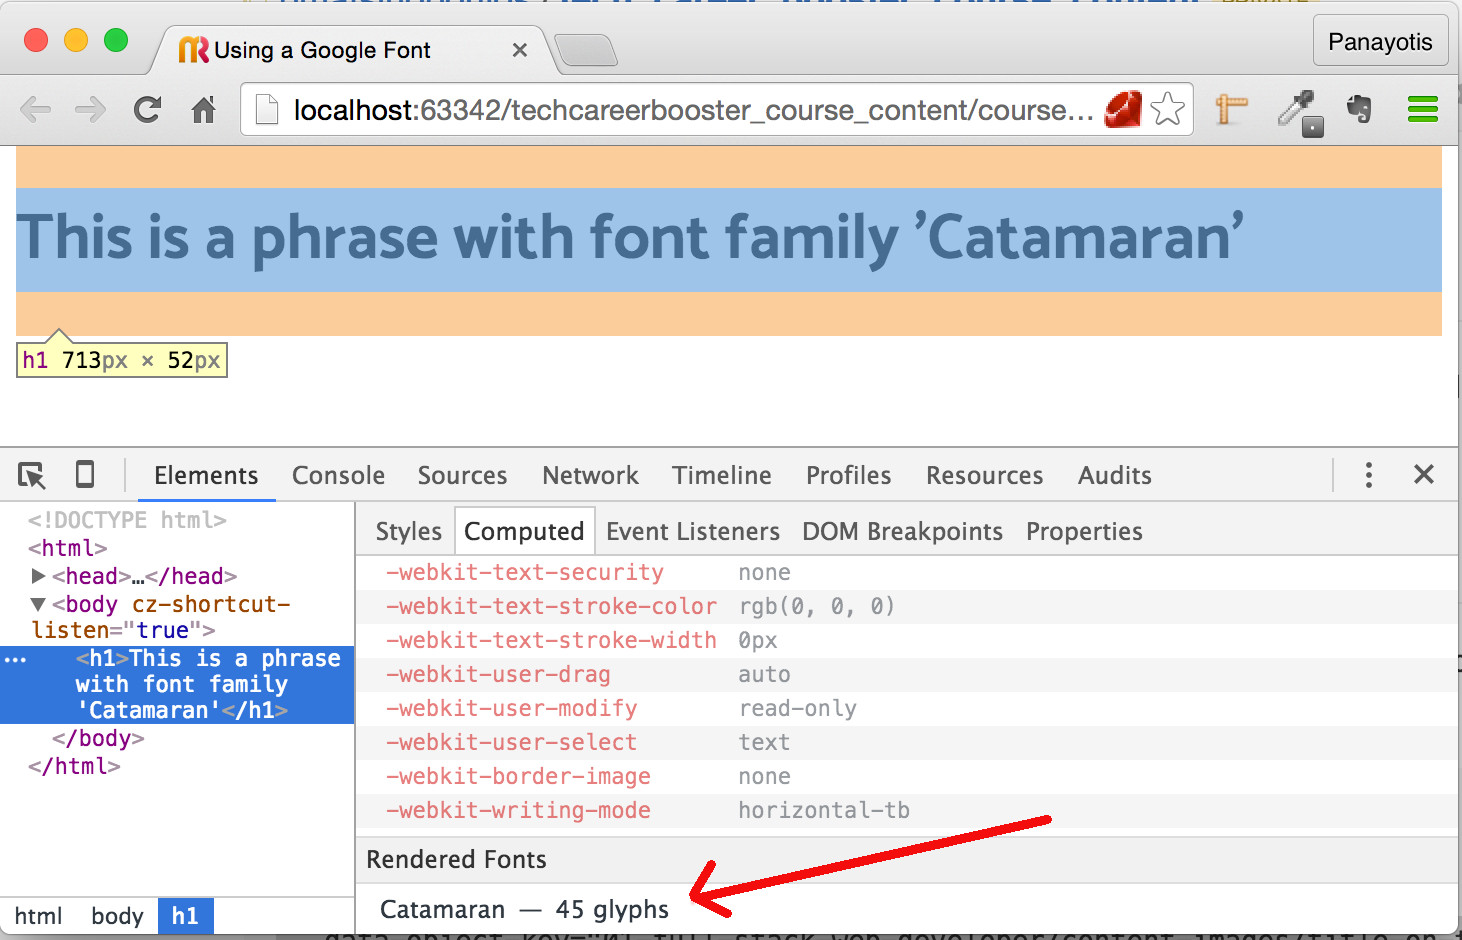 Using a Google Font
Panayotis
localhost:63342/techcareerbooster_course_content/course...
This is a phrase with font family 'Catamaran'
h1 713px × 52px
Elements Console Sources Network Timeline Profiles Resources Audits
<!DOCTYPE html>
<html>
<head>…</head>
<body cz-shortcut-
listen="true">
<h1>This is a phrase
with font family
'Catamaran'</h1>
</body>
</html>
html body h1
Styles Computed Event Listeners DOM Breakpoints Properties
-webkit-text-security none
-webkit-text-stroke-color rgb(0, 0, 0)
-webkit-text-stroke-width 0px
-webkit-user-drag auto
-webkit-user-modify read-only
-webkit-user-select text
-webkit-border-image none
-webkit-writing-mode horizontal-tb
Rendered Fonts
Catamaran — 45 glyphs